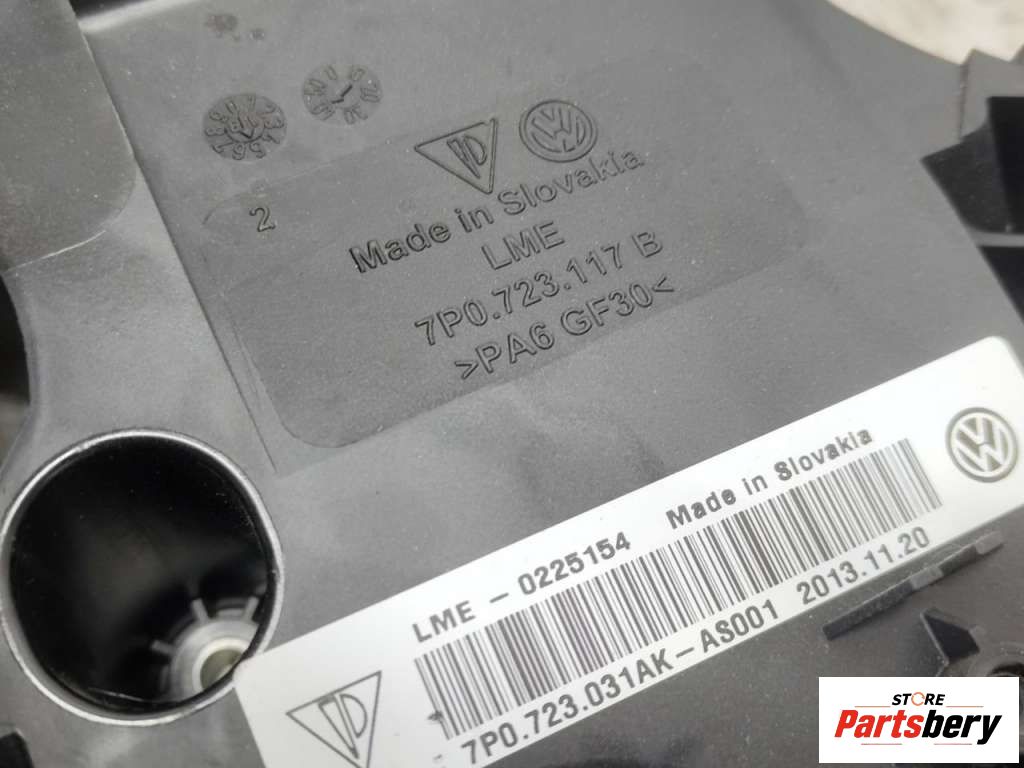 2
Made in Slovakia
LME
7P0.723.117 B
>PA6 GF30<
LME - 0225154 Made in Slovakia
7P0.723.031AK-AS001 2013.11.20
STORE
Partsbery